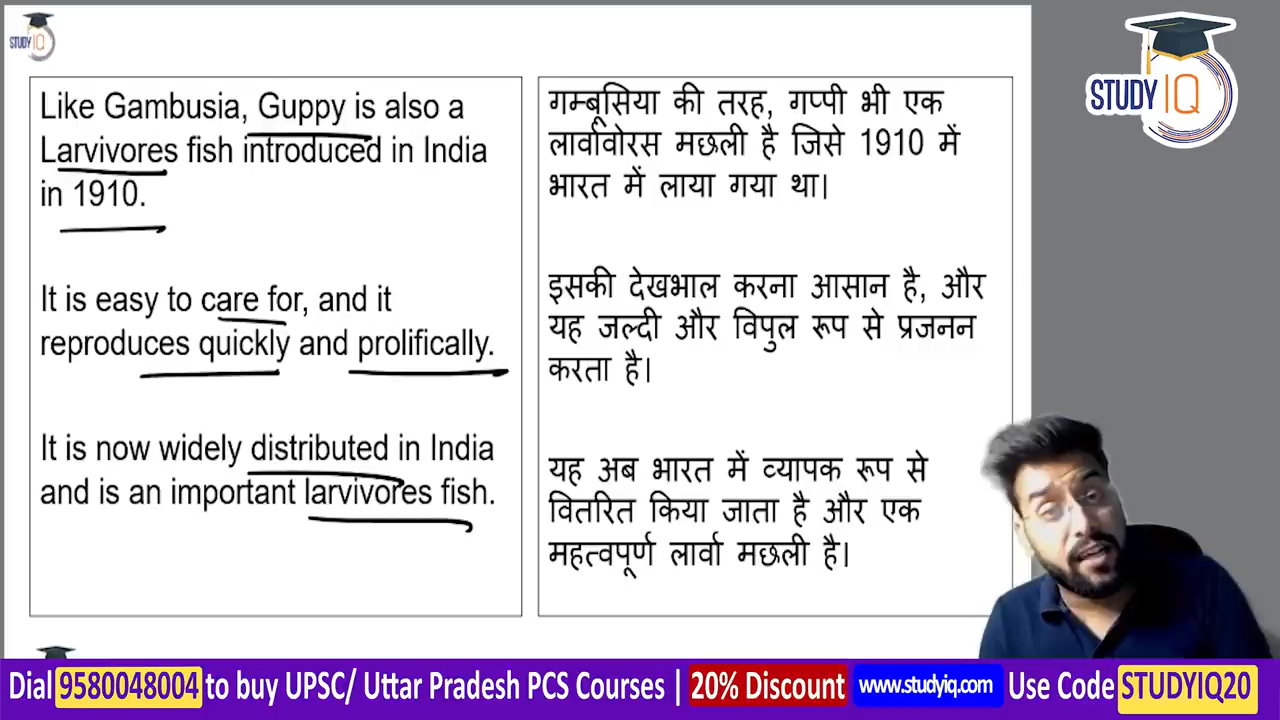 STUDY IQ
Like Gambusia, Guppy is also a
Larvivores fish introduced in India
in 1910.
It is easy to care for, and it
reproduces quickly and prolifically.
It is now widely distributed in India
and is an important larvivores fish.
गम्बूसिया की तरह, गप्पी भी एक
लार्वावोरस मछली है जिसे 1910 में
भारत में लाया गया था।
इसकी देखभाल करना आसान है, और
यह जल्दी और विपुल रूप से प्रजनन
करता है।
यह अब भारत में व्यापक रूप से
वितरित किया जाता है और एक
महत्वपूर्ण लार्वा मछली है।
STUDY IQ
Dial 9580048004 to buy UPSC/ Uttar Pradesh PCS Courses | 20% Discount www.studyiq.com Use Code STUDYIQ20